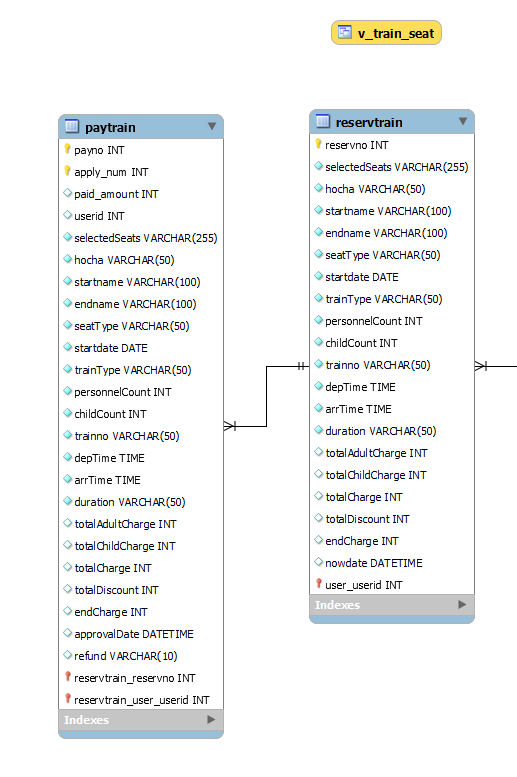 v_train_seat
paytrain
payno INT
apply_num INT
paid_amount INT
userid INT
selectedSeats VARCHAR(255)
hocha VARCHAR(50)
startname VARCHAR(100)
endname VARCHAR(100)
seatType VARCHAR(50)
startdate DATE
trainType VARCHAR(50)
personnelCount INT
childCount INT
trainno VARCHAR(50)
depTime TIME
arrTime TIME
duration VARCHAR(50)
totalAdultCharge INT
totalChildCharge INT
totalCharge INT
totalDiscount INT
endCharge INT
approvalDate DATETIME
refund VARCHAR(10)
reservtrain_reservno INT
reservtrain_user_userid INT
Indexes
reservtrain
reservno INT
selectedSeats VARCHAR(255)
hocha VARCHAR(50)
startname VARCHAR(100)
endname VARCHAR(100)
seatType VARCHAR(50)
startdate DATE
trainType VARCHAR(50)
personnelCount INT
childCount INT
trainno VARCHAR(50)
depTime TIME
arrTime TIME
duration VARCHAR(50)
totalAdultCharge INT
totalChildCharge INT
totalCharge INT
totalDiscount INT
endCharge INT
nowdate DATETIME
user_userid INT
Indexes